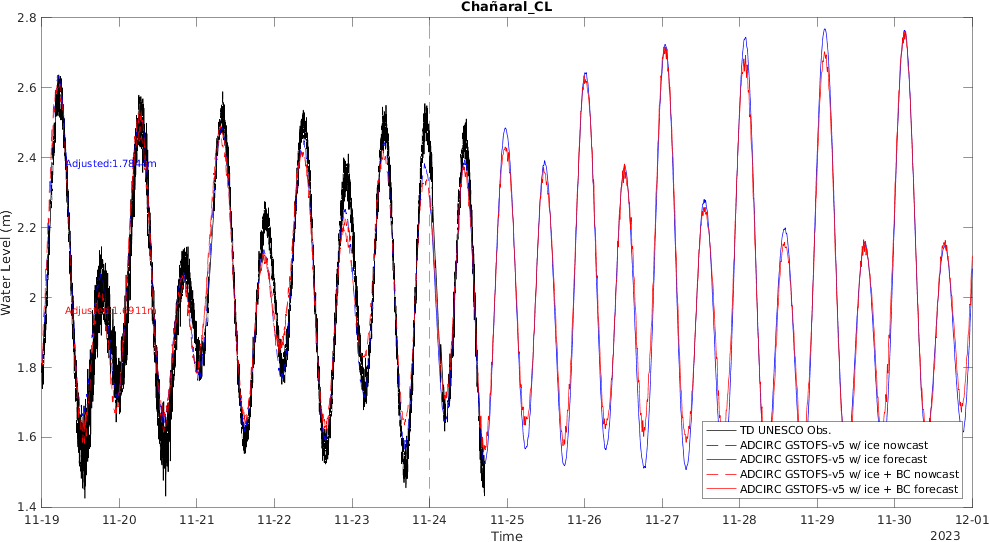 Chañaral_CL
2.8
2.6
2.4
2.2
2
1.8
1.6
1.4
Water Level (m)
Adjusted:1.7844m
TD UNESCO Obs.
ADCIRC GSTOFS-v5 w/ ice nowcast
ADCIRC GSTOFS-v5 w/ ice forecast
ADCIRC GSTOFS-v5 w/ ice + BC nowcast
ADCIRC GSTOFS-v5 w/ ice + BC forecast
11-19 11-20 11-21 11-22 11-23 11-24 11-25 11-26 11-27 11-28 11-29 11-30 12-01
Time
2023